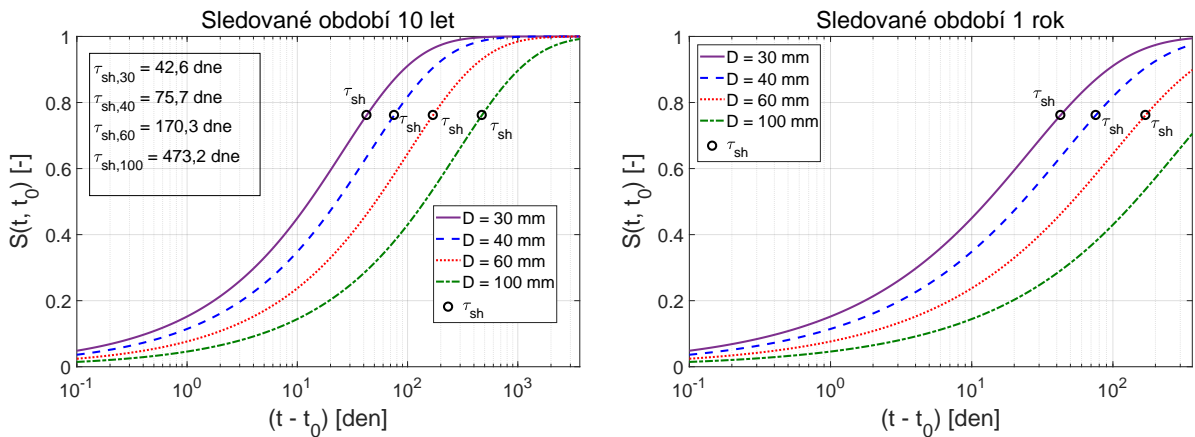 Sledované období 10 let
1
0.8
0.6
0.4
0.2
0
S(t, t₀) [-]
τsh,30 = 42,6 dne
τsh,40 = 75,7 dne
τsh,60 = 170,3 dne
τsh,100 = 473,2 dne
τsh
τsh
τsh
τsh
D = 30 mm
D = 40 mm
D = 60 mm
D = 100 mm
τsh
10⁻¹
10⁰
10¹
10²
10³
(t - t₀) [den]
Sledované období 1 rok
1
0.8
0.6
0.4
0.2
0
S(t, t₀) [-]
D = 30 mm
D = 40 mm
D = 60 mm
D = 100 mm
τsh
τsh
τsh
τsh
10⁻¹
10⁰
10¹
10²
(t - t₀) [den]